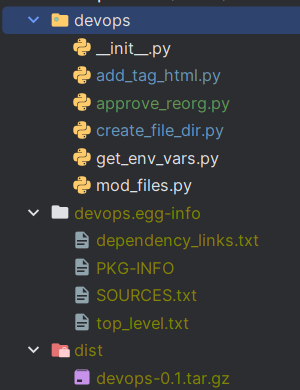 devops
__init__.py
add_tag_html.py
approve_reorg.py
create_file_dir.py
get_env_vars.py
mod_files.py
devops.egg-info
dependency_links.txt
PKG-INFO
SOURCES.txt
top_level.txt
dist
devops-0.1.tar.gz